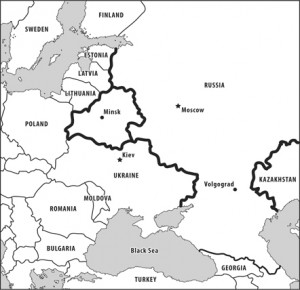 FINLAND
SWEDEN
ESTONIA
RUSSIA
LATVIA
Moscow
LITHUANIA
Minsk
POLAND
Kiev
UKRAINE
KAZAKHSTAN
Volgograd
MOLDOVA
ROMANIA
BULGARIA
Black Sea
GEORGIA
TURKEY